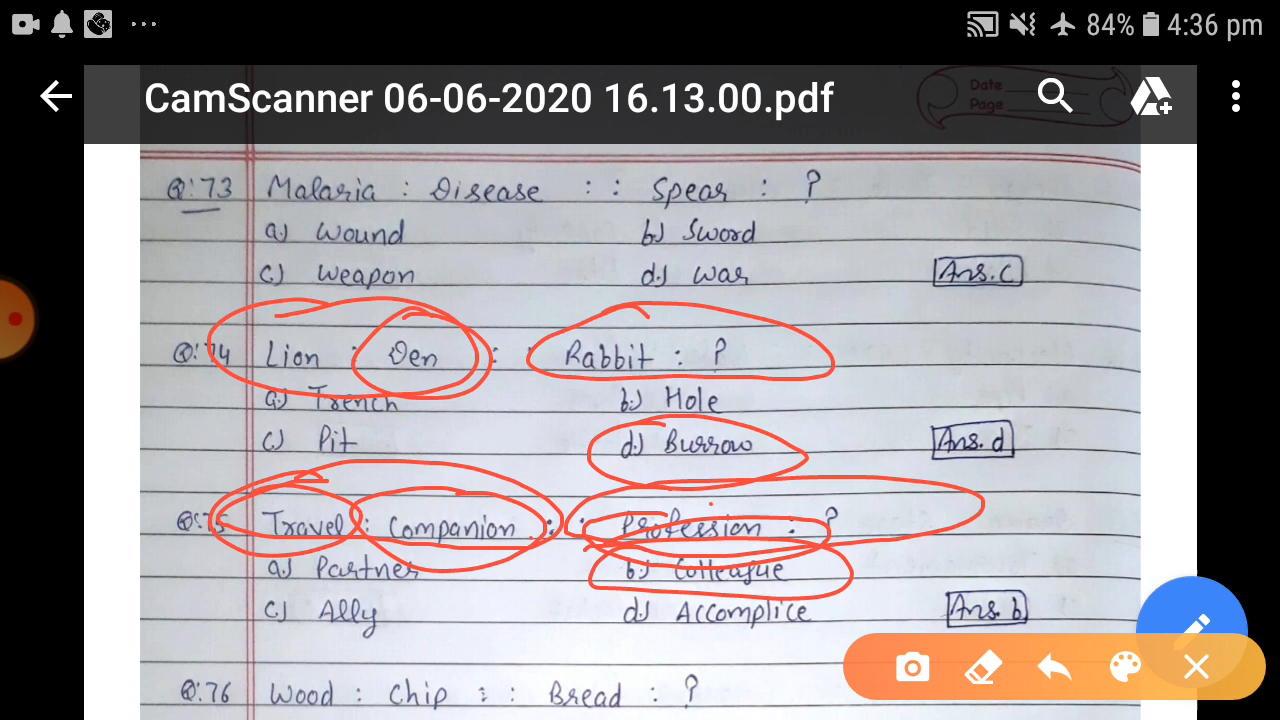 84% 4:36 pm
CamScanner 06-06-2020 16.13.00.pdf
Date
Page
Q:73 Malaria : Disease : : Spear : ?
a) Wound b) Sword
c) Weapon d) War Ans. c
Q:74 Lion : Den : : Rabbit : ?
a) Trench b) Hole
c) Pit d) Burrow Ans. d
Q:75 Travel : Companion : : Profession : ?
a) Partner b) Colleague
c) Ally d) Accomplice Ans. b
Q:76 Wood : Chip : : Bread : ?